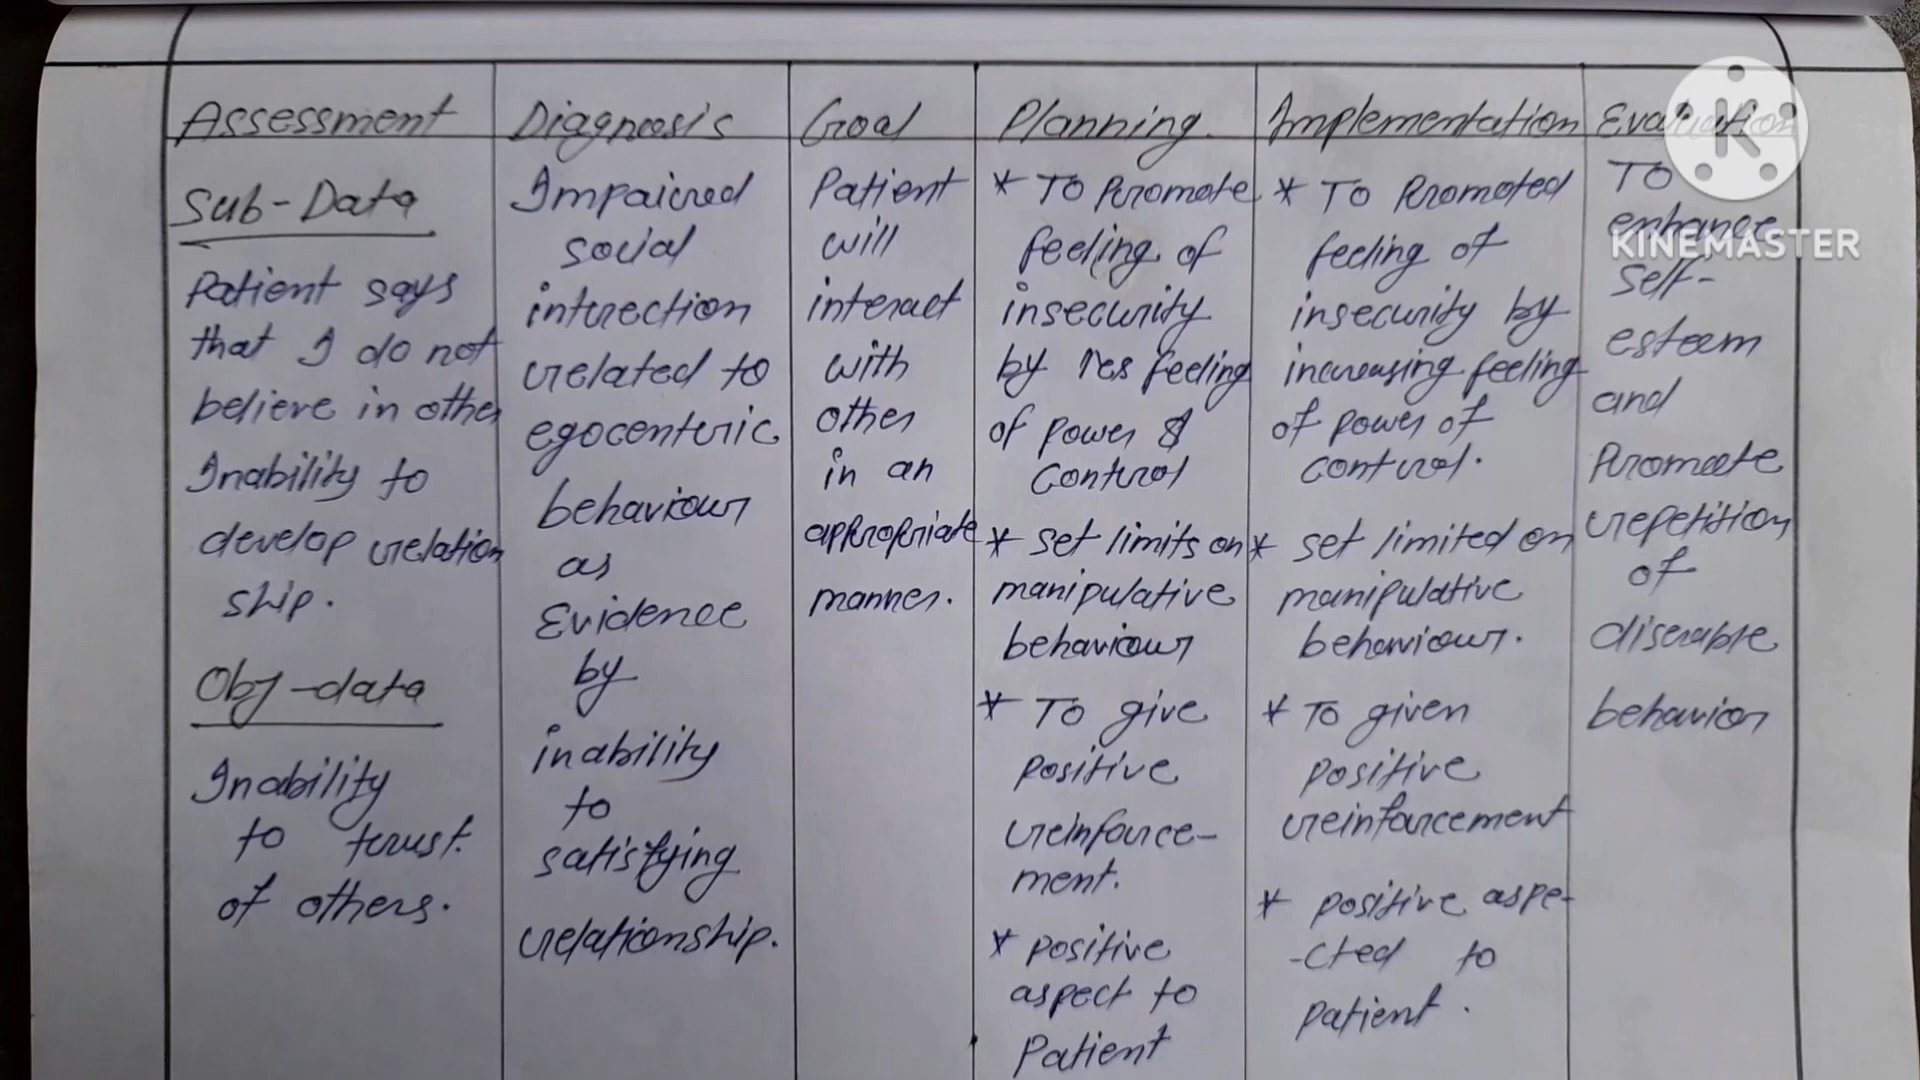 Assessment
Sub-Data
Patient says
that I do not
believe in other
Inability to
develop relation
ship.
Obj-data
Inability
to trust.
of others.
Diagnosis
Impaired
social
intrection
related to
egocentric
behaviour
as
Evidence
by
inability
to
satisfying
relationship.
Goal
Patient
will
interact
with
other
in an
appropriate
manner.
Planning.
* To Promote
feeling of
insecurity
by feeling
of power &
Control
* set limits on
manipulative
behaviour
* To give
positive
reinforce-
ment.
* positive
aspect to
Patient
Implementation
* To Promoted
feeling of
insecurity by
increasing feeling
of power of
control.
* set limited on
manipulative
behaviour.
* To given
positive
reinforcement
* positive aspe-
-cted to
patient.
Evaluation
To
enhance
self-
esteem
and
Promote
repetition
of
behavior
K
KINEMASTER